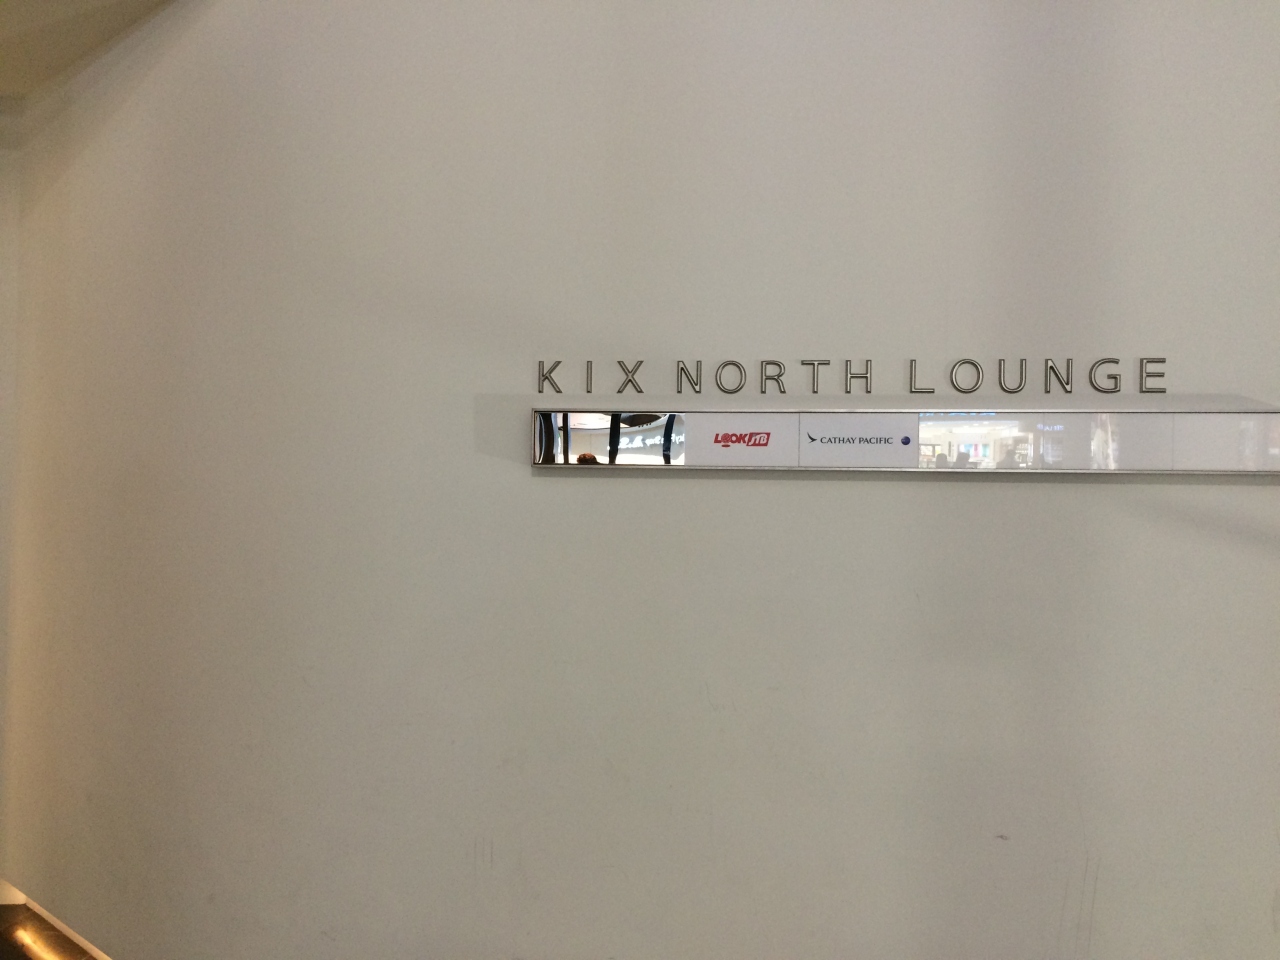 KIX NORTH LOUNGE
LOOK JTB
CATHAY PACIFIC